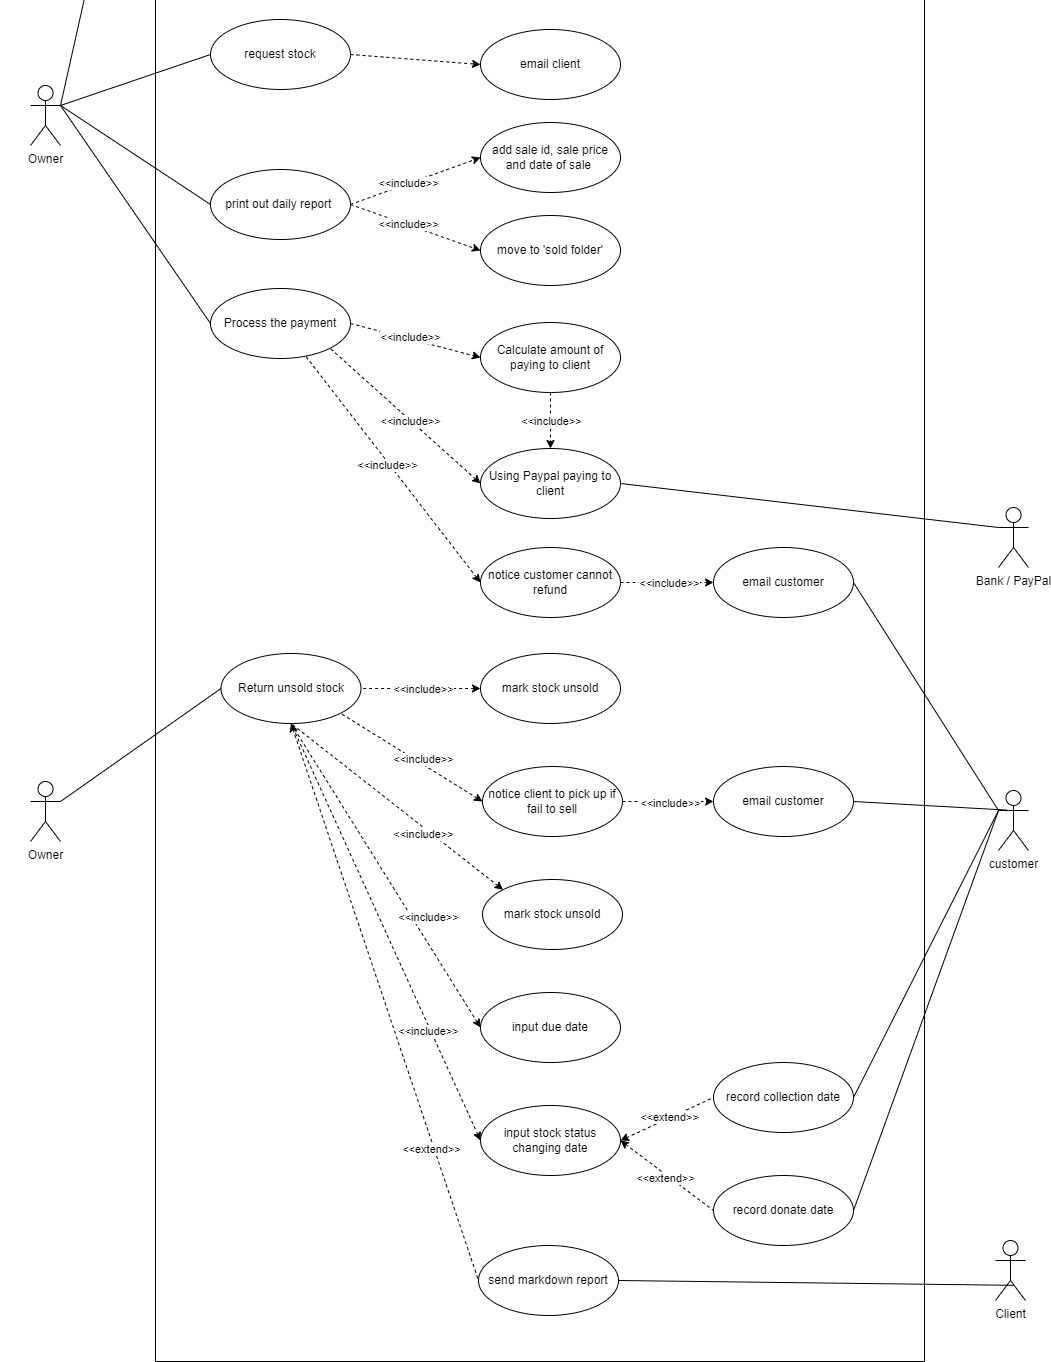 request stock
email client
Owner
add sale id, sale price
and date of sale
<<include>>
print out daily report
<<include>>
move to 'sold folder'
Process the payment
<<include>>
Calculate amount of
paying to client
<<include>>
<<include>>
<<include>>
Using Paypal paying to
client
Bank / PayPal
notice customer cannot
refund
<<include>>
email customer
Return unsold stock
<<include>>
mark stock unsold
<<include>>
notice client to pick up if
fail to sell
<<include>>
email customer
Owner
customer
<<include>>
mark stock unsold
<<include>>
input due date
<<include>>
record collection date
<<extend>>
input stock status
changing date
<<extend>>
<<extend>>
record donate date
send markdown report
Client